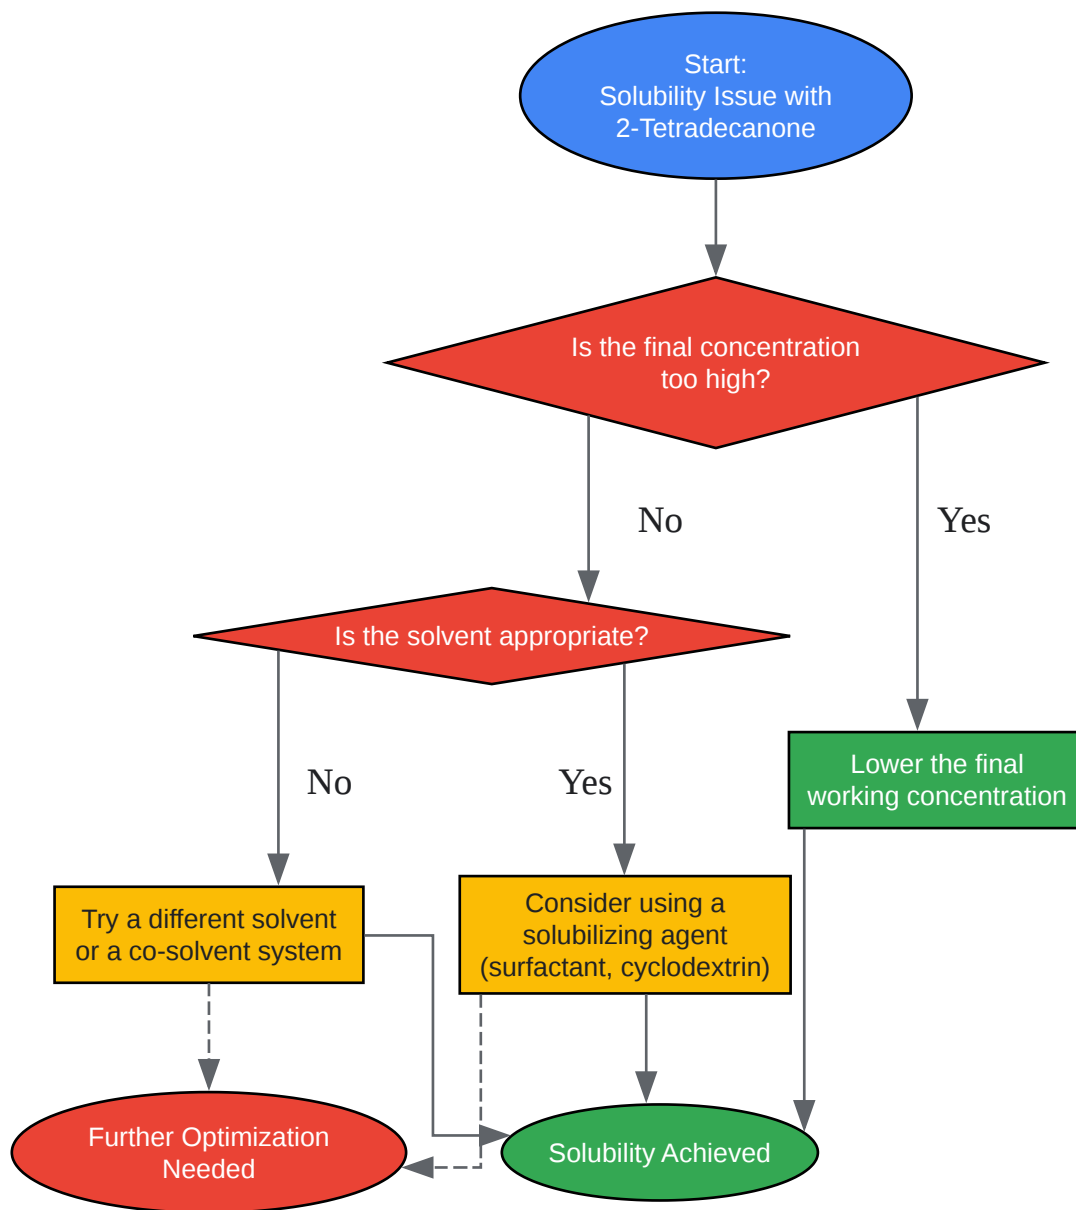 Start:
Solubility Issue with
2-Tetradecanone
Is the final concentration
too high?
No
Yes
Is the solvent appropriate?
No
Yes
Lower the final
working concentration
Try a different solvent
or a co-solvent system
Consider using a
solubilizing agent
(surfactant, cyclodextrin)
Further Optimization
Needed
Solubility Achieved